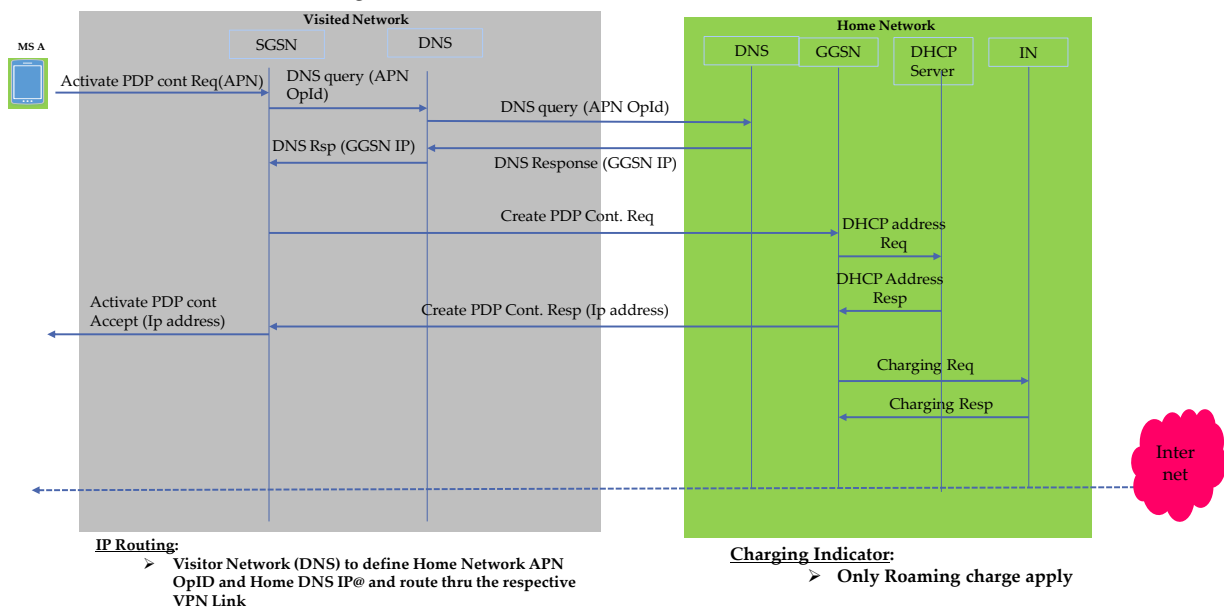 Visited Network
Home Network
MS A
SGSN
DNS
DNS
GGSN
DHCP
Server
IN
Activate PDP cont Req(APN)
DNS query (APN
OpId)
DNS query (APN OpId)
DNS Rsp (GGSN IP)
DNS Response (GGSN IP)
Create PDP Cont. Req
DHCP address
Req
DHCP Address
Resp
Activate PDP cont
Accept (Ip address)
Create PDP Cont. Resp (Ip address)
Charging Req
Charging Resp
Inter
net
IP Routing:
➢ Visitor Network (DNS) to define Home Network APN
OpID and Home DNS IP@ and route thru the respective
VPN Link
Charging Indicator:
➢ Only Roaming charge apply